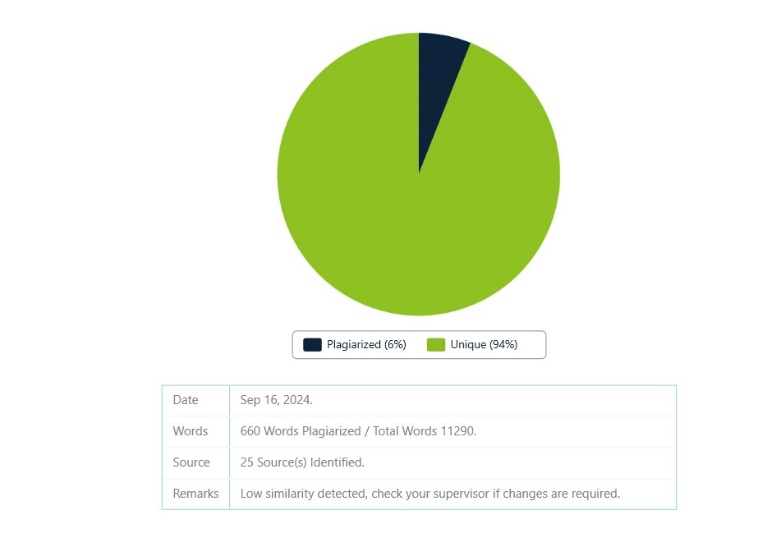 Plagiarized (6%) Unique (94%)
Date Sep 16, 2024.
Words 660 Words Plagiarized / Total Words 11290.
Source 25 Source(s) Identified.
Remarks Low similarity detected, check your supervisor if changes are required.